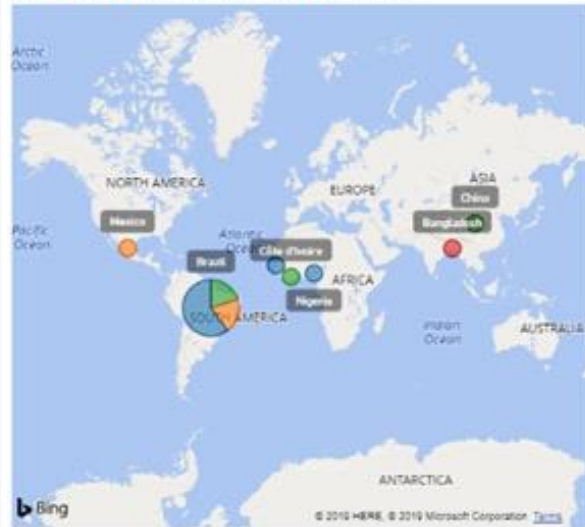 Arctic
Ocean
NORTH AMERICA
EUROPE
ASIA
China
Pacific
Ocean
Mexico
Atlantic
Ocean
Bangladesh
Côte d'Ivoire
Brazil
AFRICA
Nigeria
SOUTH AMERICA
Indian
Ocean
AUSTRALIA
ANTARCTICA
Bing
© 2019 HERE, © 2019 Microsoft Corporation Terms